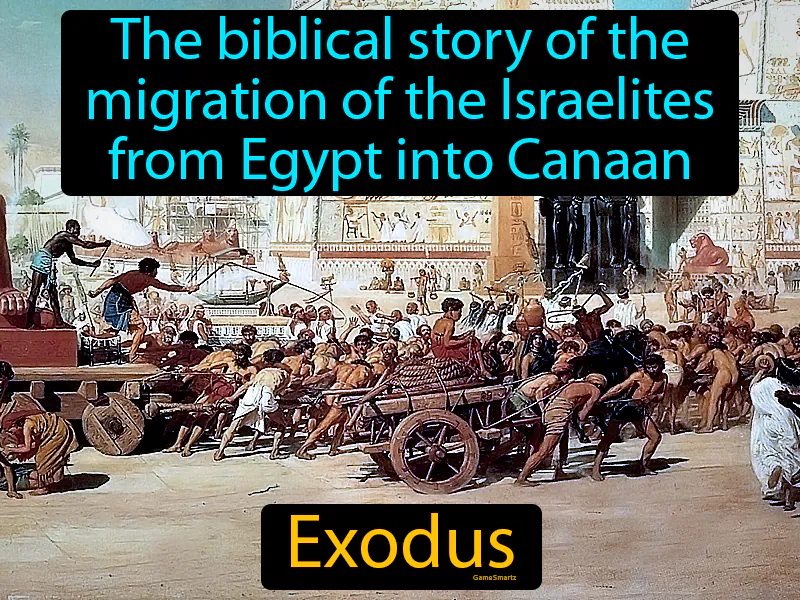 The biblical story of the
migration of the Israelites
from Egypt into Canaan
Exodus
GameSmartz